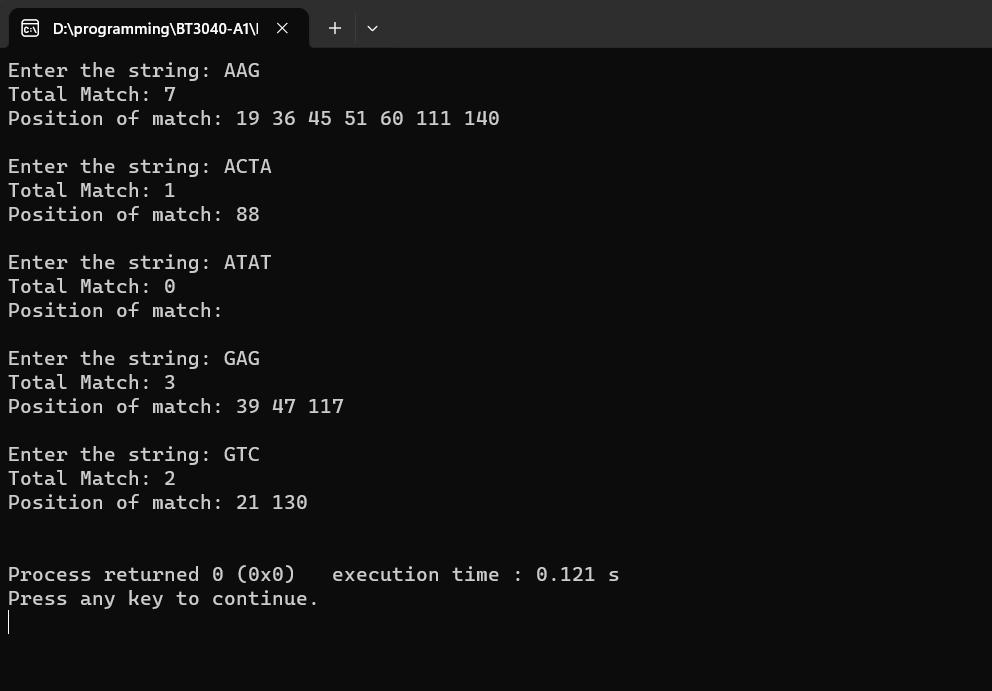 D:\programming\BT3040-A1\
Enter the string: AAG
Total Match: 7
Position of match: 19 36 45 51 60 111 140
Enter the string: ACTA
Total Match: 1
Position of match: 88
Enter the string: ATAT
Total Match: 0
Position of match:
Enter the string: GAG
Total Match: 3
Position of match: 39 47 117
Enter the string: GTC
Total Match: 2
Position of match: 21 130
Process returned 0 (0x0)   execution time : 0.121 s
Press any key to continue.